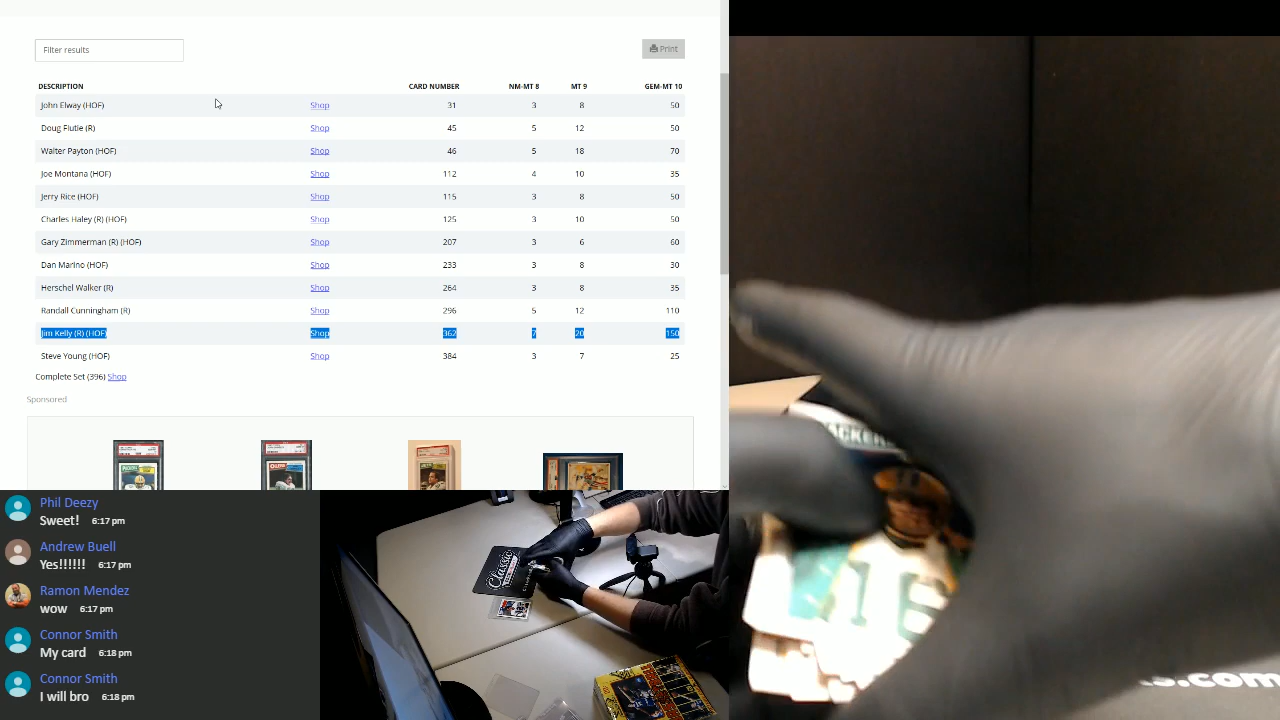 Filter results
Print
DESCRIPTION CARD NUMBER NM-MT 8 MT 9 GEM-MT 10
John Elway (HOF) Shop 31 3 8 50
Doug Flutie (R) Shop 45 5 12 50
Walter Payton (HOF) Shop 46 5 18 70
Joe Montana (HOF) Shop 112 4 10 35
Jerry Rice (HOF) Shop 115 3 8 50
Charles Haley (R) (HOF) Shop 125 3 10 50
Gary Zimmerman (R) (HOF) Shop 207 3 6 60
Dan Marino (HOF) Shop 233 3 8 30
Herschel Walker (R) Shop 264 3 8 35
Randall Cunningham (R) Shop 296 5 12 110
Jim Kelly (R) (HOF) Shop 362 7 20 150
Steve Young (HOF) Shop 384 3 7 25
Complete Set (396) Shop
Sponsored
Phil Deezy
Sweet! 6:17 pm
Andrew Buell
Yes!!!!!! 6:17 pm
Ramon Mendez
wow 6:17 pm
Connor Smith
My card 6:18 pm
Connor Smith
I will bro 6:18 pm
Classic
ACKER
16
s.com